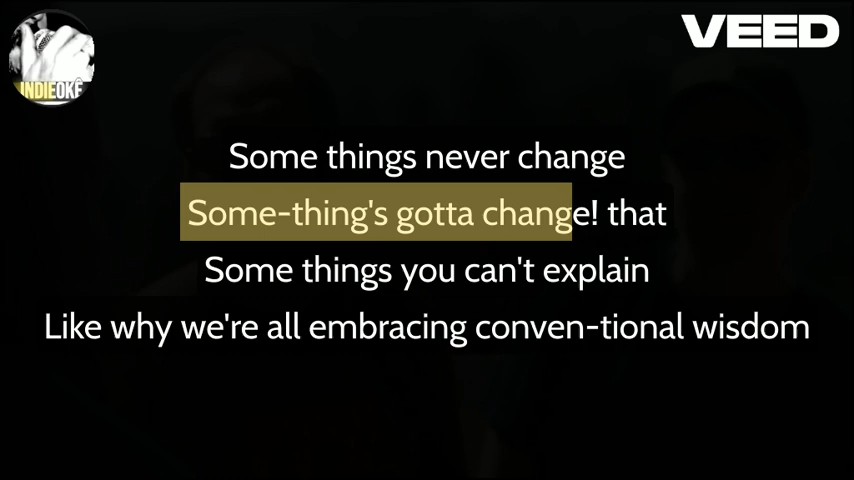 INDIEOKÊ
VEED
Some things never change
Some-thing's gotta change! that
Some things you can't explain
Like why we're all embracing conven-tional wisdom